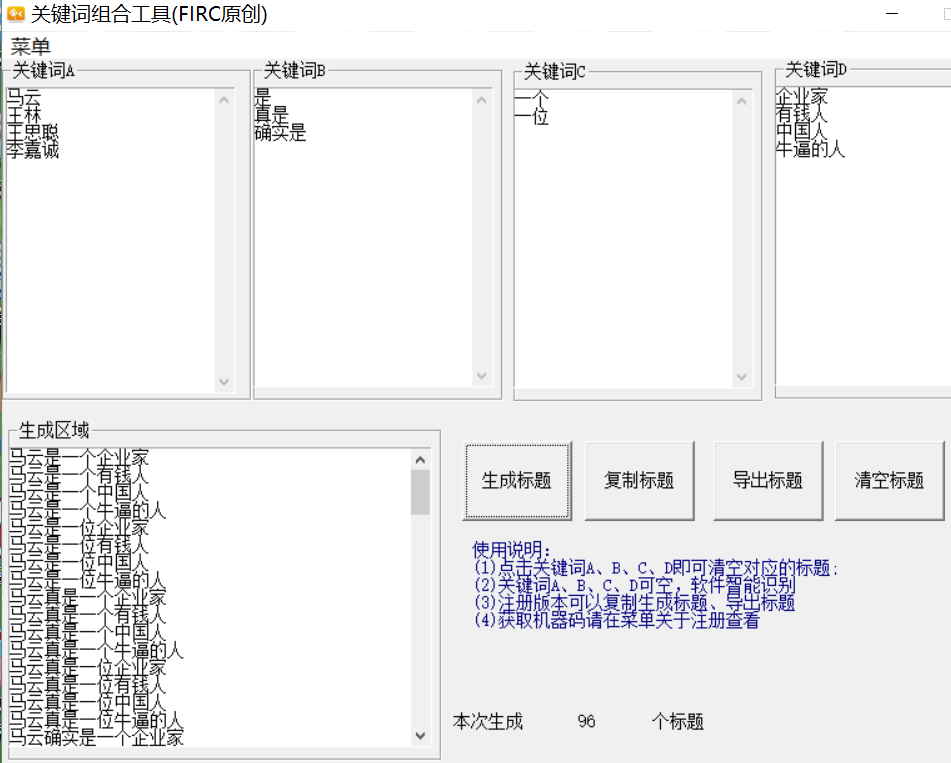 关键词组合工具(FIRC原创)
菜单
关键词A
马云
王林
王思聪
李嘉诚
关键词B
是
真是
确实是
关键词C
一个
一位
关键词D
企业家
有钱人
中国人
牛逼的人
生成区域
马云是一个企业家
马云是一个有钱人
马云是一个中国人
马云是一个牛逼的人
马云是一位企业家
马云是一位有钱人
马云是一位中国人
马云是一位牛逼的人
马云真是一个企业家
马云真是一个有钱人
马云真是一个中国人
马云真是一个牛逼的人
马云真是一位企业家
马云真是一位有钱人
马云真是一位中国人
马云真是一位牛逼的人
马云确实是一个企业家
生成标题
复制标题
导出标题
清空标题
使用说明：
(1)点击关键词A、B、C、D即可清空对应的标题；
(2)关键词A、B、C、D可空，软件智能识别
(3)注册版本可以复制生成标题、导出标题
(4)获取机器码请在菜单关于注册查看
本次生成 96 个标题